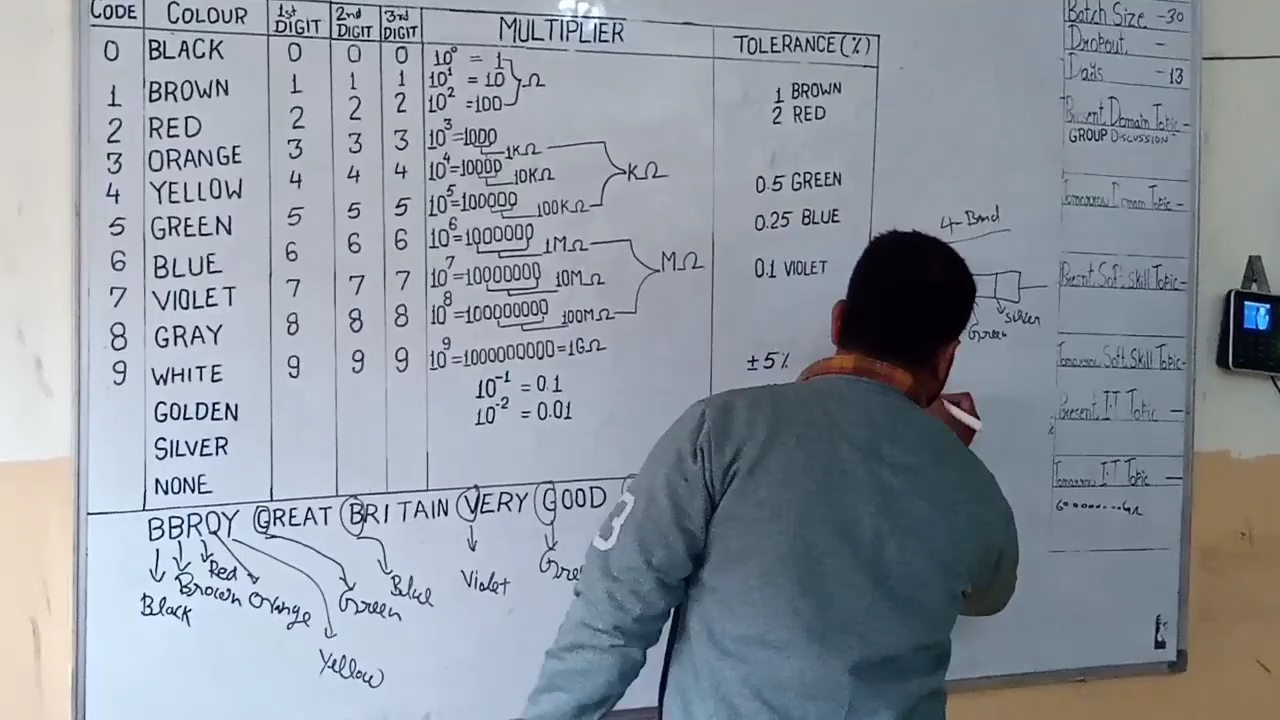 CODE COLOUR 1st DIGIT 2nd DIGIT 3rd DIGIT MULTIPLIER TOLERANCE(%)
0 BLACK 0 0 0 10⁰ = 1
1 BROWN 1 1 1 10¹ = 10 Ω 1 BROWN
2 RED 2 2 2 10² =100 2 RED
3 ORANGE 3 3 3 10³=1000 1KΩ
4 YELLOW 4 4 4 10⁴=10000 10KΩ KΩ 0.5 GREEN
5 GREEN 5 5 5 10⁵=100000 100KΩ 0.25 BLUE
6 BLUE 6 6 6 10⁶=1000000 1MΩ
7 VIOLET 7 7 7 10⁷=10000000 10MΩ MΩ 0.1 VIOLET
8 GRAY 8 8 8 10⁸=100000000 100MΩ
9 WHITE 9 9 9 10⁹=1000000000=1GΩ ±5%
GOLDEN 10⁻¹ = 0.1
SILVER 10⁻² = 0.01
NONE
BBROY GREAT BRITAIN VERY GOOD
Black Brown Red Orange Yellow Green Blue Violet
4-Band
Green Silver
Batch Size -30
Dropout -
Days -13
Present Domain Topic -
GROUP DISCUSSION
Tomorrow Domain Topic -
Present Soft Skill Topic -
Tomorrow Soft Skill Topic -
Present I.T Topic -
Tomorrow I.T Topic -